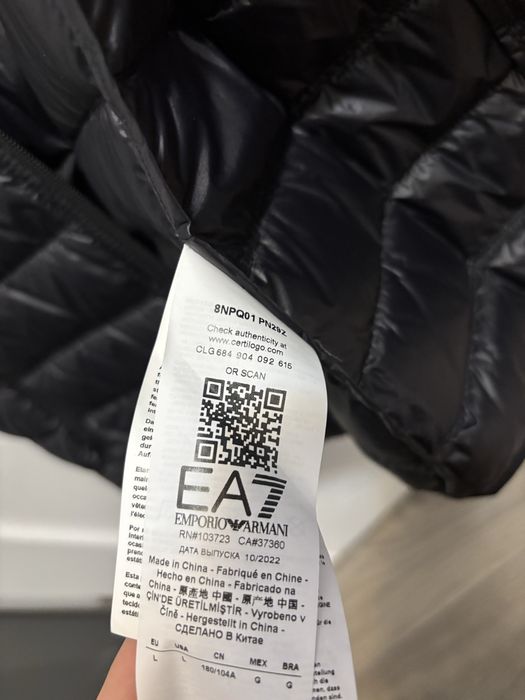 8NPQ01 PN29Z
Check authenticity at
www.certilogo.com
CLG 684 904 092 615
OR SCAN
EA7
EMPORIO ARMANI
RN#103723 CA#37360
ДАТА ВЫПУСКА 10/2022
Made in China - Fabriqué en Chine -
Hecho en China - Fabricado na
China - 原產地 中國 - 原产地 中国 -
ÇİN'DE ÜRETİLMİŞTİR - Vyrobeno v
Číně - Hergestellt in China -
СДЕЛАНО В Китае
EU USA CN MEX BRA
L L 180/104A G G